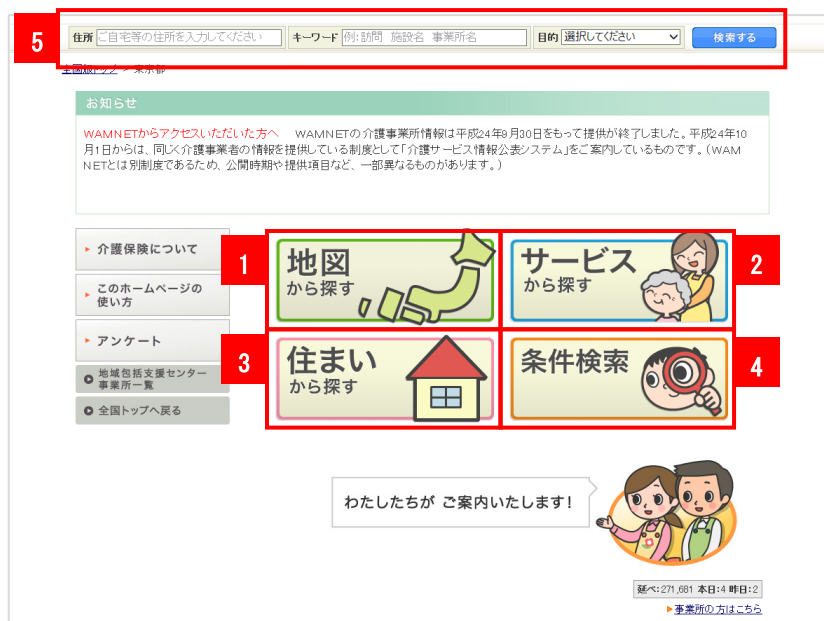 5
住所 ご自宅等の住所を入力してください キーワード 例:訪問 施設名 事業所名 目的 選択してください 検索する
全国版トップ > 東京都
お知らせ
WAMNETからアクセスいただいた方へ WAMNETの介護事業所情報は平成24年9月30日をもって提供が終了しました。平成24年10
月1日からは、同じく介護事業者の情報を提供している制度として「介護サービス情報公表システム」をご案内しているものです。(WAM
NETとは別制度であるため、公開時期や提供項目など、一部異なるものがあります。)
介護保険について
このホームページの
使い方
アンケート
地域包括支援センター
事業所一覧
全国トップへ戻る
1
地図
から探す
2
サービス
から探す
3
住まい
から探す
4
条件検索
わたしたちが ご案内いたします!
延べ:271,681 本日:4 昨日:2
事業所の方はこちら